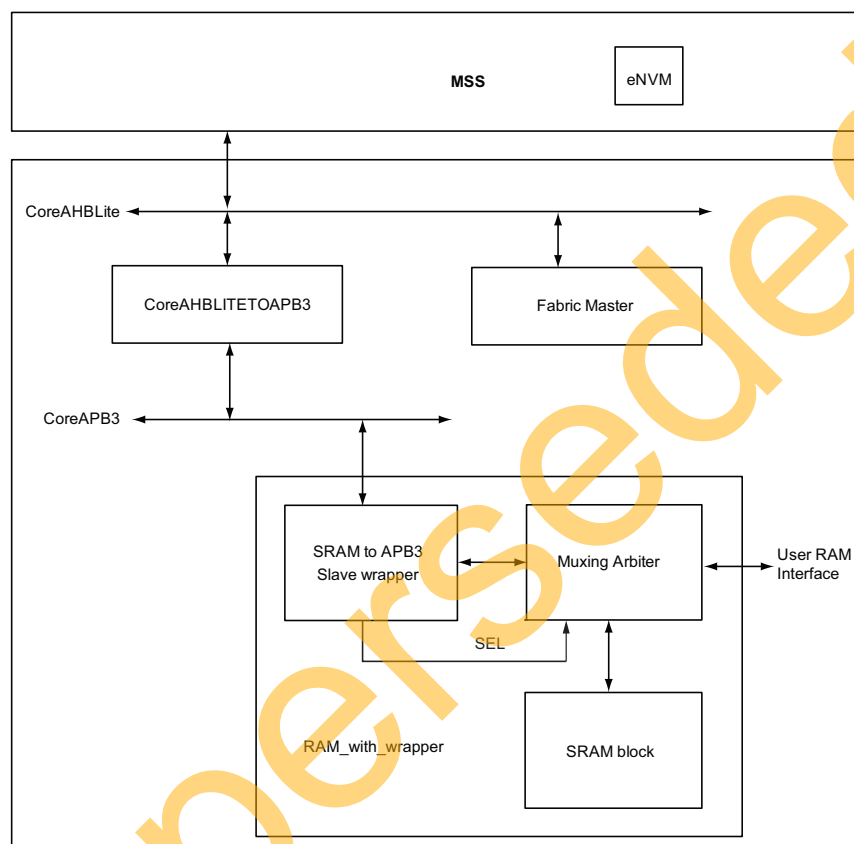 MSS
eNVM
CoreAHBLite
CoreAHBLITETOAPB3
Fabric Master
CoreAPB3
SRAM to APB3
Slave wrapper
Muxing Arbiter
User RAM
Interface
SEL
RAM_with_wrapper
SRAM block
persede